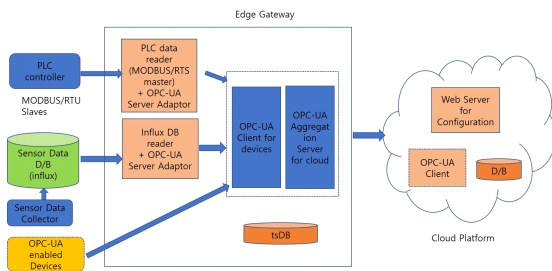 Edge Gateway
PLC
controller
MODBUS/RTU
Slaves
PLC data
reader
(MODBUS/RTS
master)
+ OPC-UA
Server Adaptor
Influx DB
reader
+ OPC-UA
Server Adaptor
Sensor Data
D/B
(influx)
Sensor Data
Collector
OPC-UA
enabled
Devices
OPC-UA
Client for
devices
OPC-UA
Aggregat
ion
Server
for cloud
tsDB
Web Server
for
Configuration
OPC-UA
Client
D/B
Cloud Platform